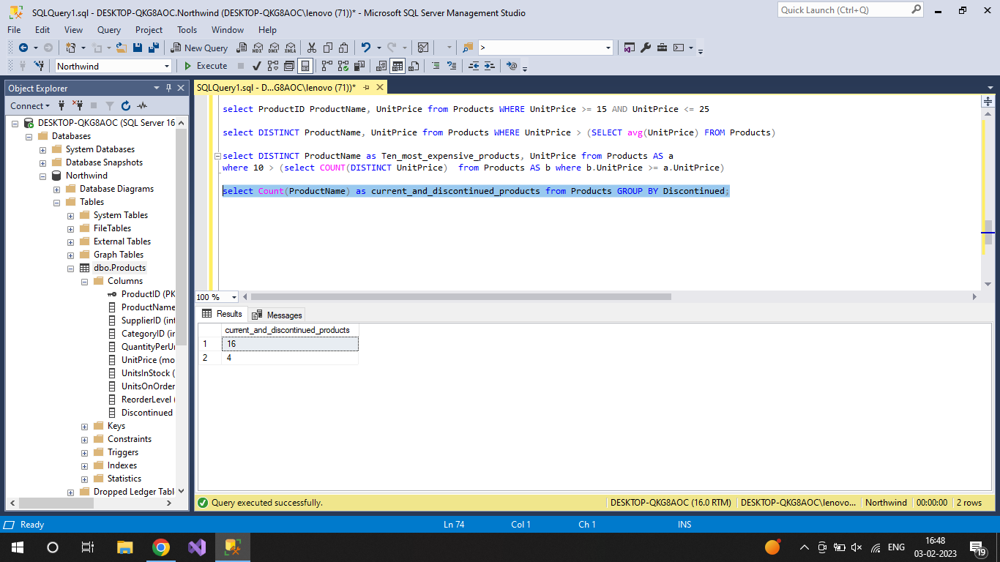 SQLQuery1.sql - DESKTOP-QKG8AOC.Northwind (DESKTOP-QKG8AOC\lenovo (71))* - Microsoft SQL Server Management Studio
Quick Launch (Ctrl+Q)
File Edit View Query Project Tools Window Help
New Query MDX DMX XMLA >
Northwind Execute
Object Explorer
Connect
DESKTOP-QKG8AOC (SQL Server 16
Databases
System Databases
Database Snapshots
Northwind
Database Diagrams
Tables
System Tables
FileTables
External Tables
Graph Tables
dbo.Products
Columns
ProductID (PK
ProductName
SupplierID (int
CategoryID (in
QuantityPerUn
UnitPrice (mo
UnitsInStock (
UnitsOnOrder
ReorderLevel (
Discontinued
Keys
Constraints
Triggers
Indexes
Statistics
Dropped Ledger Tabl
SQLQuery1.sql - D...G8AOC\lenovo (71))*
select ProductID ProductName, UnitPrice from Products WHERE UnitPrice >= 15 AND UnitPrice <= 25
select DISTINCT ProductName, UnitPrice from Products WHERE UnitPrice > (SELECT avg(UnitPrice) FROM Products)
select DISTINCT ProductName as Ten_most_expensive_products, UnitPrice from Products AS a
where 10 > (select COUNT(DISTINCT UnitPrice)  from Products AS b where b.UnitPrice >= a.UnitPrice)
select Count(ProductName) as current_and_discontinued_products from Products GROUP BY Discontinued;
100 %
Results Messages
current_and_discontinued_products
1 16
2 4
Query executed successfully. DESKTOP-QKG8AOC (16.0 RTM) DESKTOP-QKG8AOC\lenovo... Northwind 00:00:00 2 rows
Ready Ln 74 Col 1 Ch 1 INS
ENG 16:48
03-02-2023 19